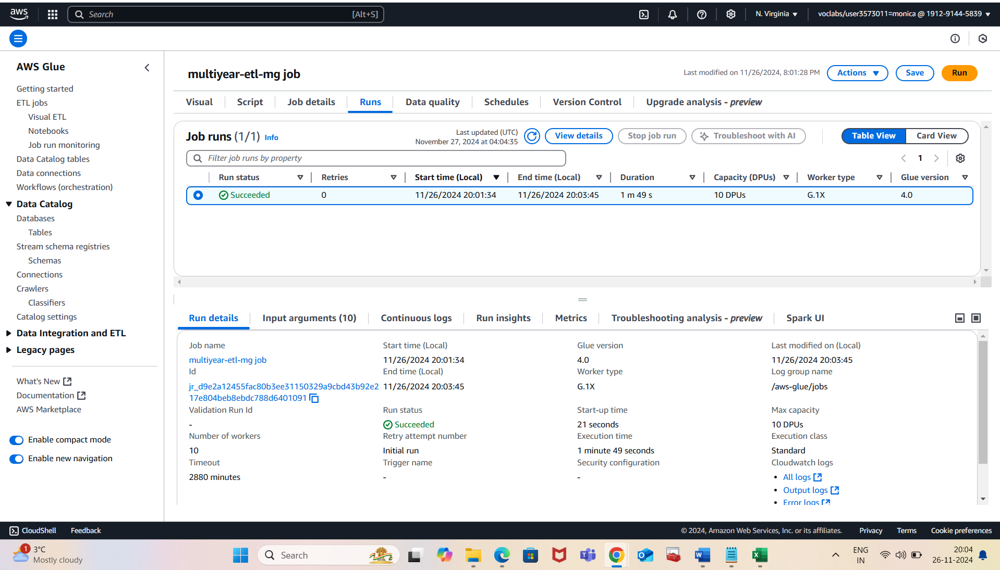 aws
Search [Alt+S]
N. Virginia ▼
voclabs/user3573011=monica @ 1912-9144-5839 ▼
AWS Glue
Getting started
ETL jobs
Visual ETL
Notebooks
Job run monitoring
Data Catalog tables
Data connections
Workflows (orchestration)
Data Catalog
Databases
Tables
Stream schema registries
Schemas
Connections
Crawlers
Classifiers
Catalog settings
Data Integration and ETL
Legacy pages
What's New
Documentation
AWS Marketplace
Enable compact mode
Enable new navigation
multiyear-etl-mg job
Last modified on 11/26/2024, 8:01:28 PM
Actions ▼
Save
Run
Visual Script Job details Runs Data quality Schedules Version Control Upgrade analysis - preview
Job runs (1/1) Info
Last updated (UTC)
November 27, 2024 at 04:04:35
View details
Stop job run
Troubleshoot with AI
Table View
Card View
Filter job runs by property
1
Run status Retries Start time (Local) End time (Local) Duration Capacity (DPUs) Worker type Glue version
Succeeded 0 11/26/2024 20:01:34 11/26/2024 20:03:45 1 m 49 s 10 DPUs G.1X 4.0
Run details Input arguments (10) Continuous logs Run insights Metrics Troubleshooting analysis - preview Spark UI
Job name
multiyear-etl-mg job
Id
jr_d9e2a12455fac80b3ee31150329a9cbd43b92e2
17e804beb8ebdc788d6401091
Validation Run Id
-
Number of workers
10
Timeout
2880 minutes
Start time (Local)
11/26/2024 20:01:34
End time (Local)
11/26/2024 20:03:45
Run status
Succeeded
Retry attempt number
Initial run
Trigger name
-
Glue version
4.0
Worker type
G.1X
Start-up time
21 seconds
Execution time
1 minute 49 seconds
Security configuration
-
Last modified on (Local)
11/26/2024 20:03:45
Log group name
/aws-glue/jobs
Max capacity
10 DPUs
Execution class
Standard
Cloudwatch logs
• All logs
• Output logs
• Error logs
CloudShell Feedback
© 2024, Amazon Web Services, Inc. or its affiliates. Privacy Terms Cookie preferences
1
3°C
Mostly cloudy
Search
ENG
IN
20:04
26-11-2024